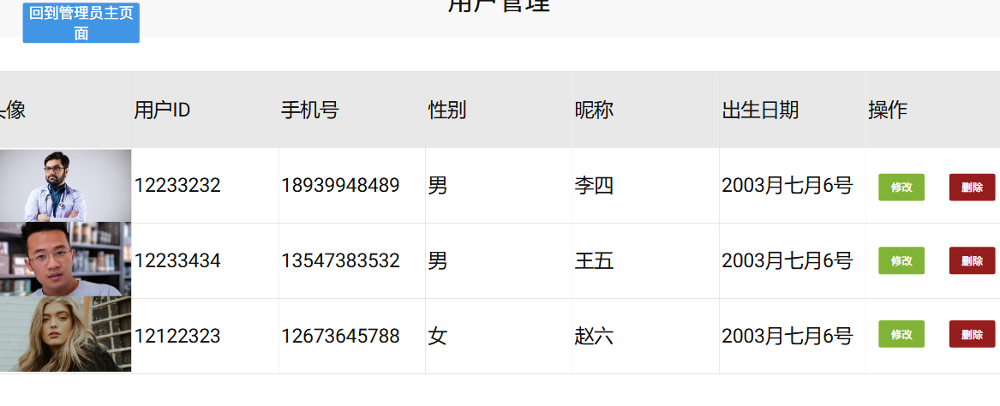 用户管理
回到管理员主页
面
头像 用户ID 手机号 性别 昵称 出生日期 操作
12233232 18939948489 男 李四 2003月七月6号 修改 删除
12233434 13547383532 男 王五 2003月七月6号 修改 删除
12122323 12673645788 女 赵六 2003月七月6号 修改 删除